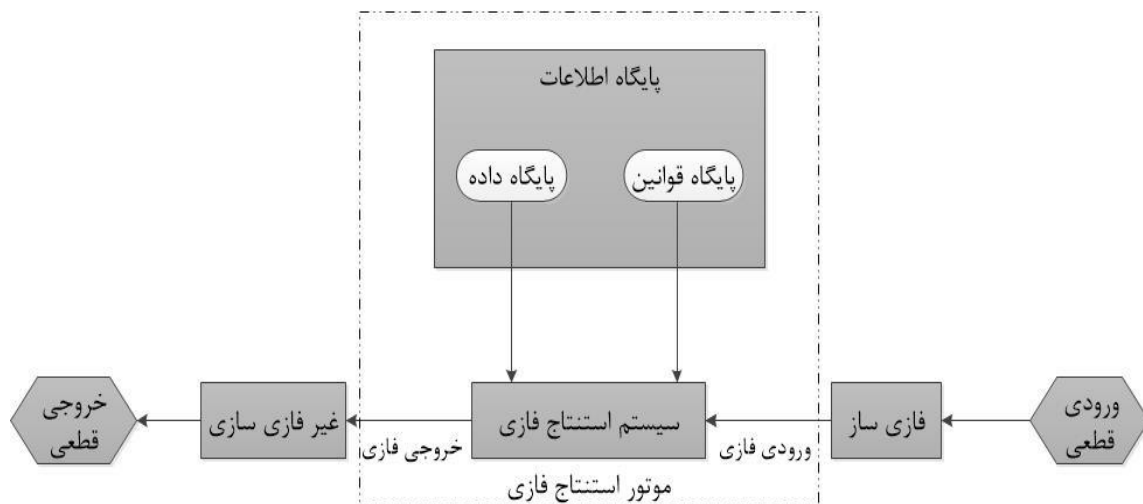 پایگاه اطلاعات
پایگاه قوانین
پایگاه داده
ورودی
قطعی
فازی ساز
ورودی فازی
سیستم استنتاج فازی
خروجی فازی
غیر فازی سازی
خروجی
قطعی
موتور استنتاج فازی